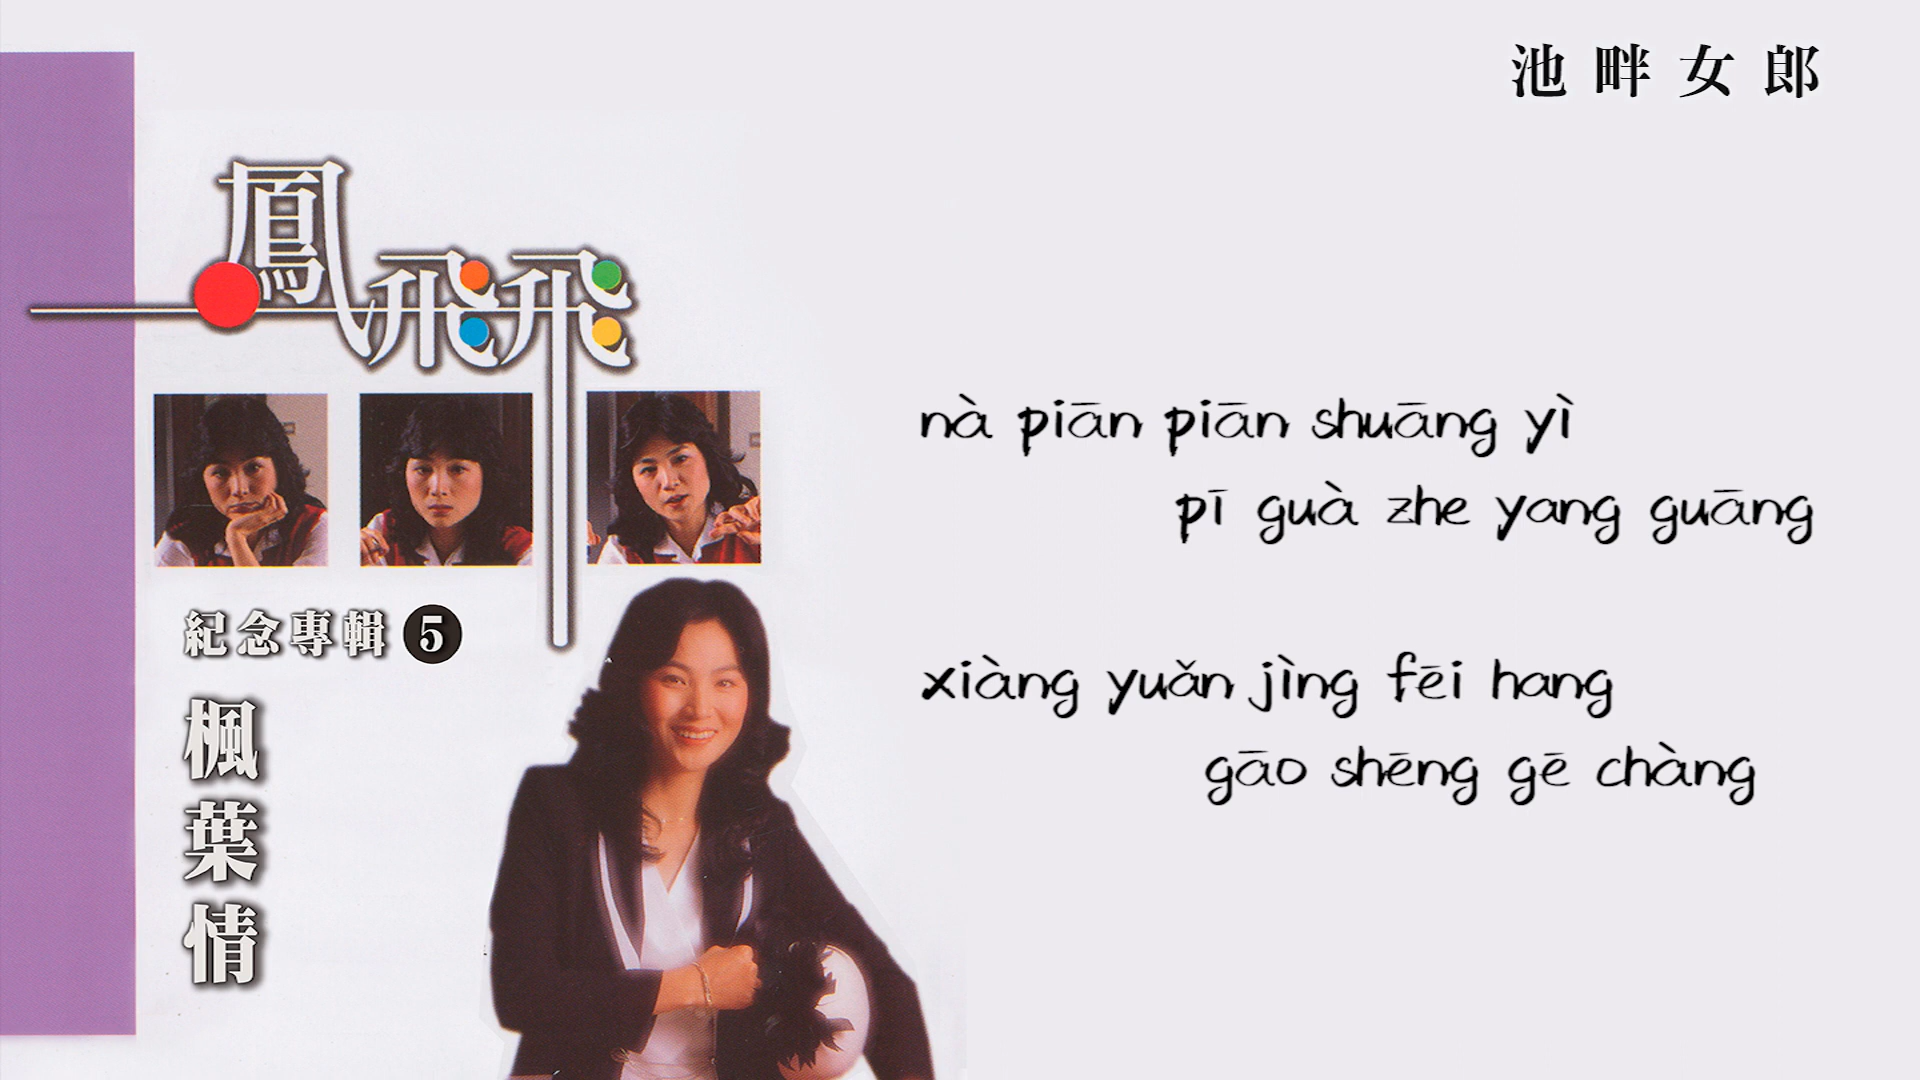 池畔女郎
鳳飛飛
紀念專輯5
楓葉情
nà piān piān shuāng yì
pī guà zhe yang guāng
xiàng yuǎn jìng fēi hang
gāo shēng gē chàng